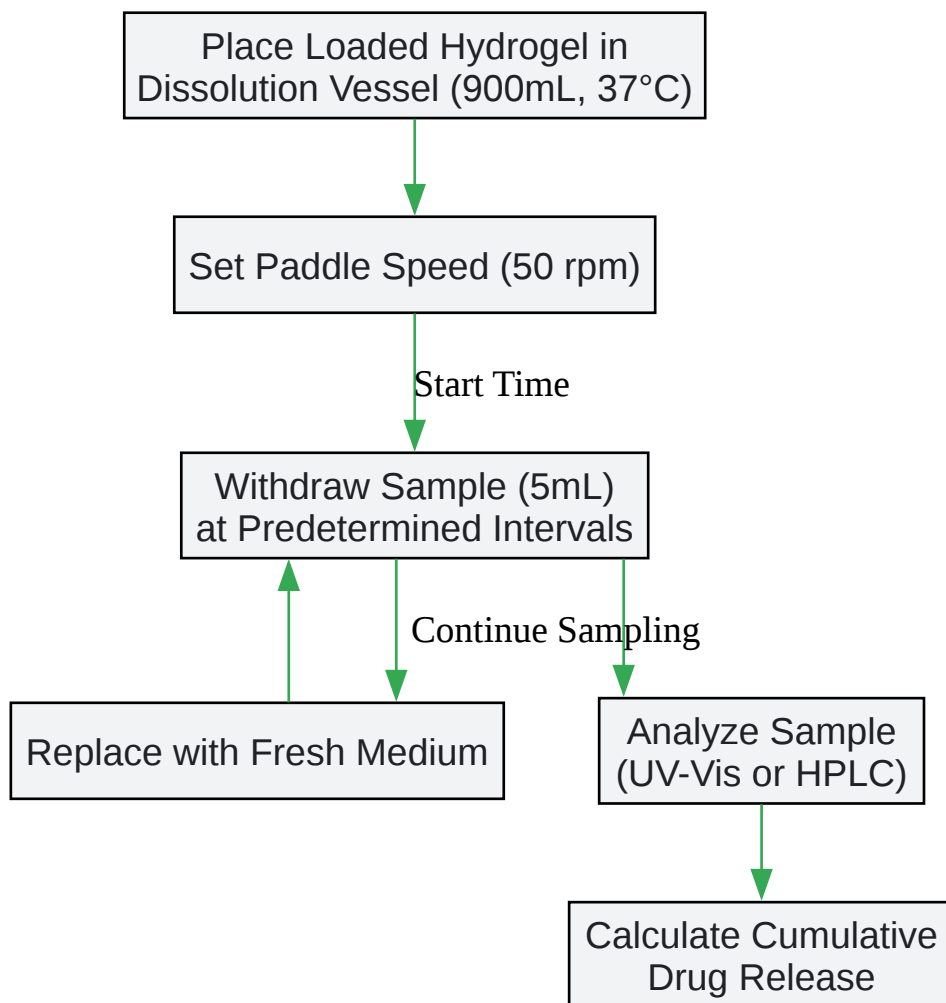 Place Loaded Hydrogel in
Dissolution Vessel (900mL, 37°C)
Set Paddle Speed (50 rpm)
Start Time
Withdraw Sample (5mL)
at Predetermined Intervals
Continue Sampling
Replace with Fresh Medium
Analyze Sample
(UV-Vis or HPLC)
Calculate Cumulative
Drug Release